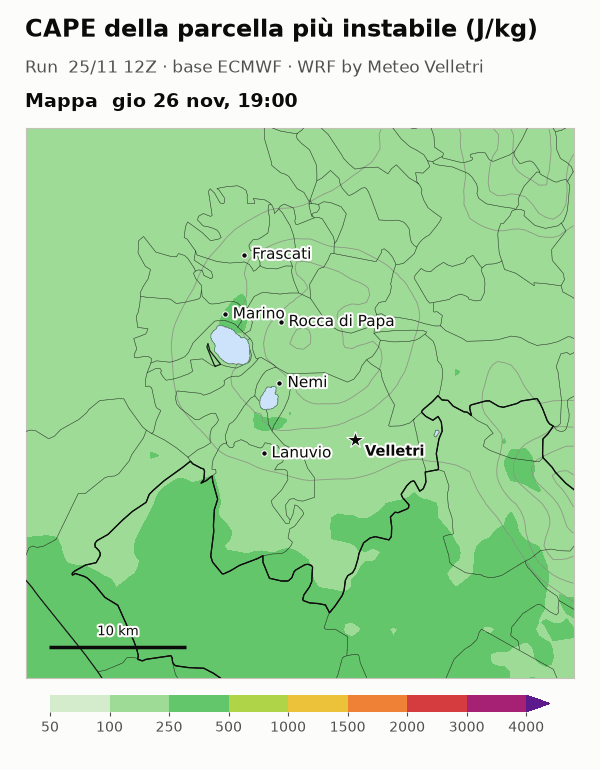 CAPE della parcella più instabile (J/kg)
Run  25/11 12Z · base ECMWF · WRF by Meteo Velletri
Mappa  gio 26 nov, 19:00
Frascati
Marino
Rocca di Papa
Nemi
Velletri
Lanuvio
10 km
50 100 250 500 1000 1500 2000 3000 4000